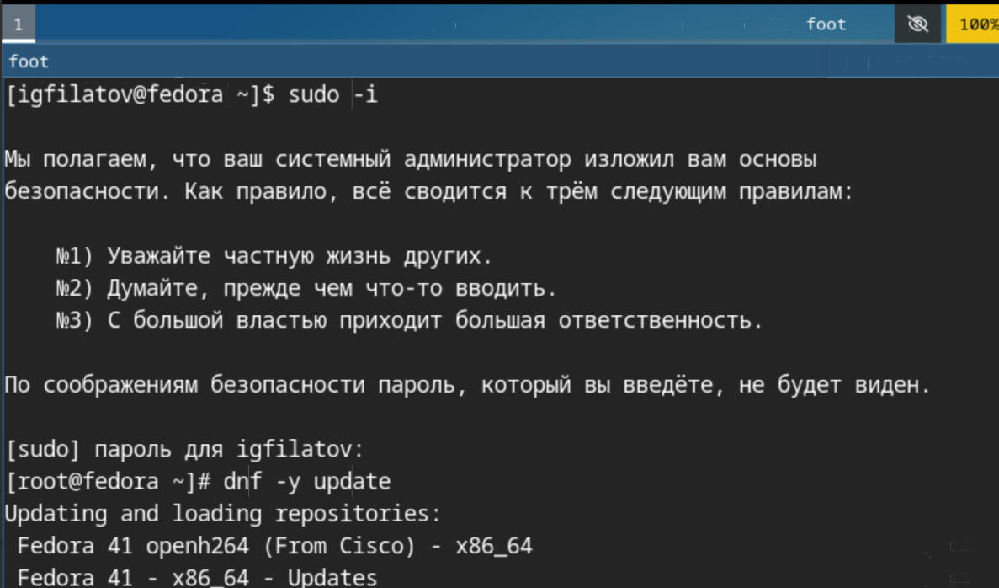 1
foot
100%
foot
[igfilatov@fedora ~]$ sudo -i
Мы полагаем, что ваш системный администратор изложил вам основы
безопасности. Как правило, всё сводится к трём следующим правилам:
№1) Уважайте частную жизнь других.
№2) Думайте, прежде чем что-то вводить.
№3) С большой властью приходит большая ответственность.
По соображениям безопасности пароль, который вы введёте, не будет виден.
[sudo] пароль для igfilatov:
[root@fedora ~]# dnf -y update
Updating and loading repositories:
Fedora 41 openh264 (From Cisco) - x86_64
Fedora 41 - x86_64 - Updates